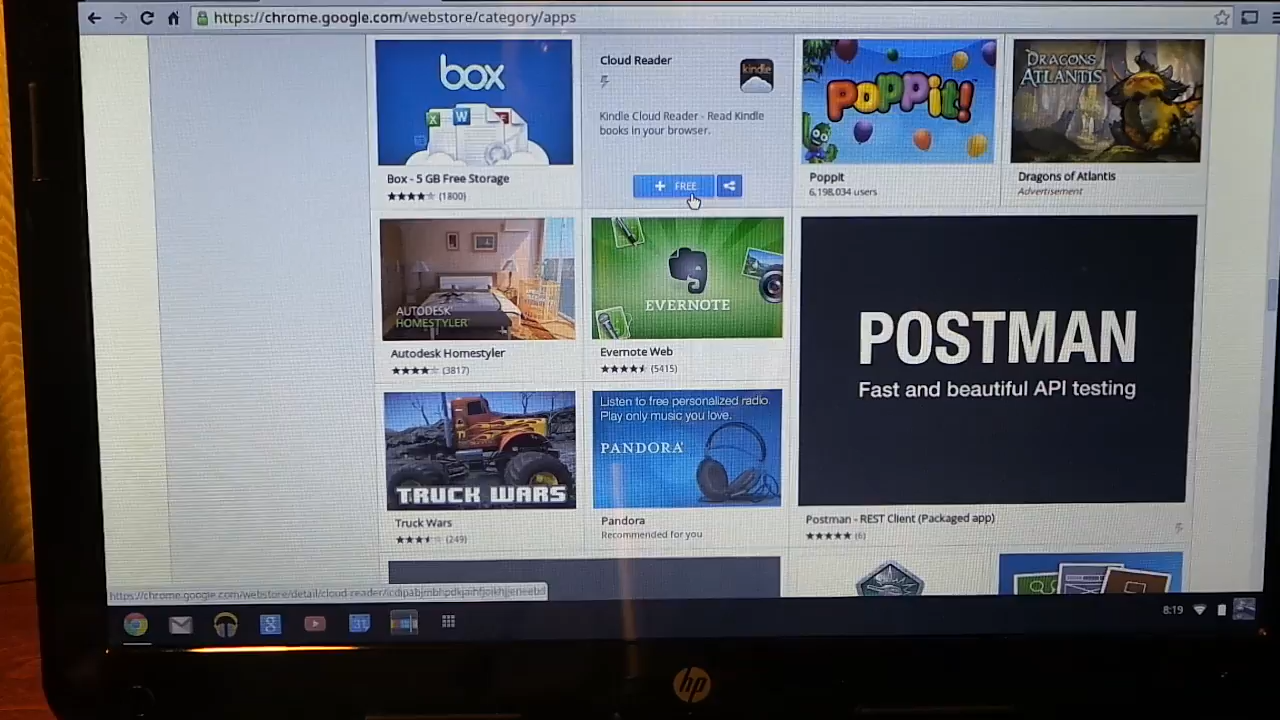 https://chrome.google.com/webstore/category/apps
box
X W
Box - 5 GB Free Storage
(1800)
Cloud Reader
kindle
Kindle Cloud Reader - Read Kindle
books in your browser.
+ FREE
POPPit!
Poppit
6,198,034 users
DRAGONS
ATLANTIS
Dragons of Atlantis
Advertisement
AUTODESK
HOMESTYLER
Autodesk Homestyler
(3817)
EVERNOTE
Evernote Web
(5415)
POSTMAN
Fast and beautiful API testing
Postman - REST Client (Packaged app)
(6)
TRUCK WARS
Truck Wars
(249)
Listen to free personalized radio
Play only music you love.
PANDORA
Pandora
Recommended for you
8:19
hp